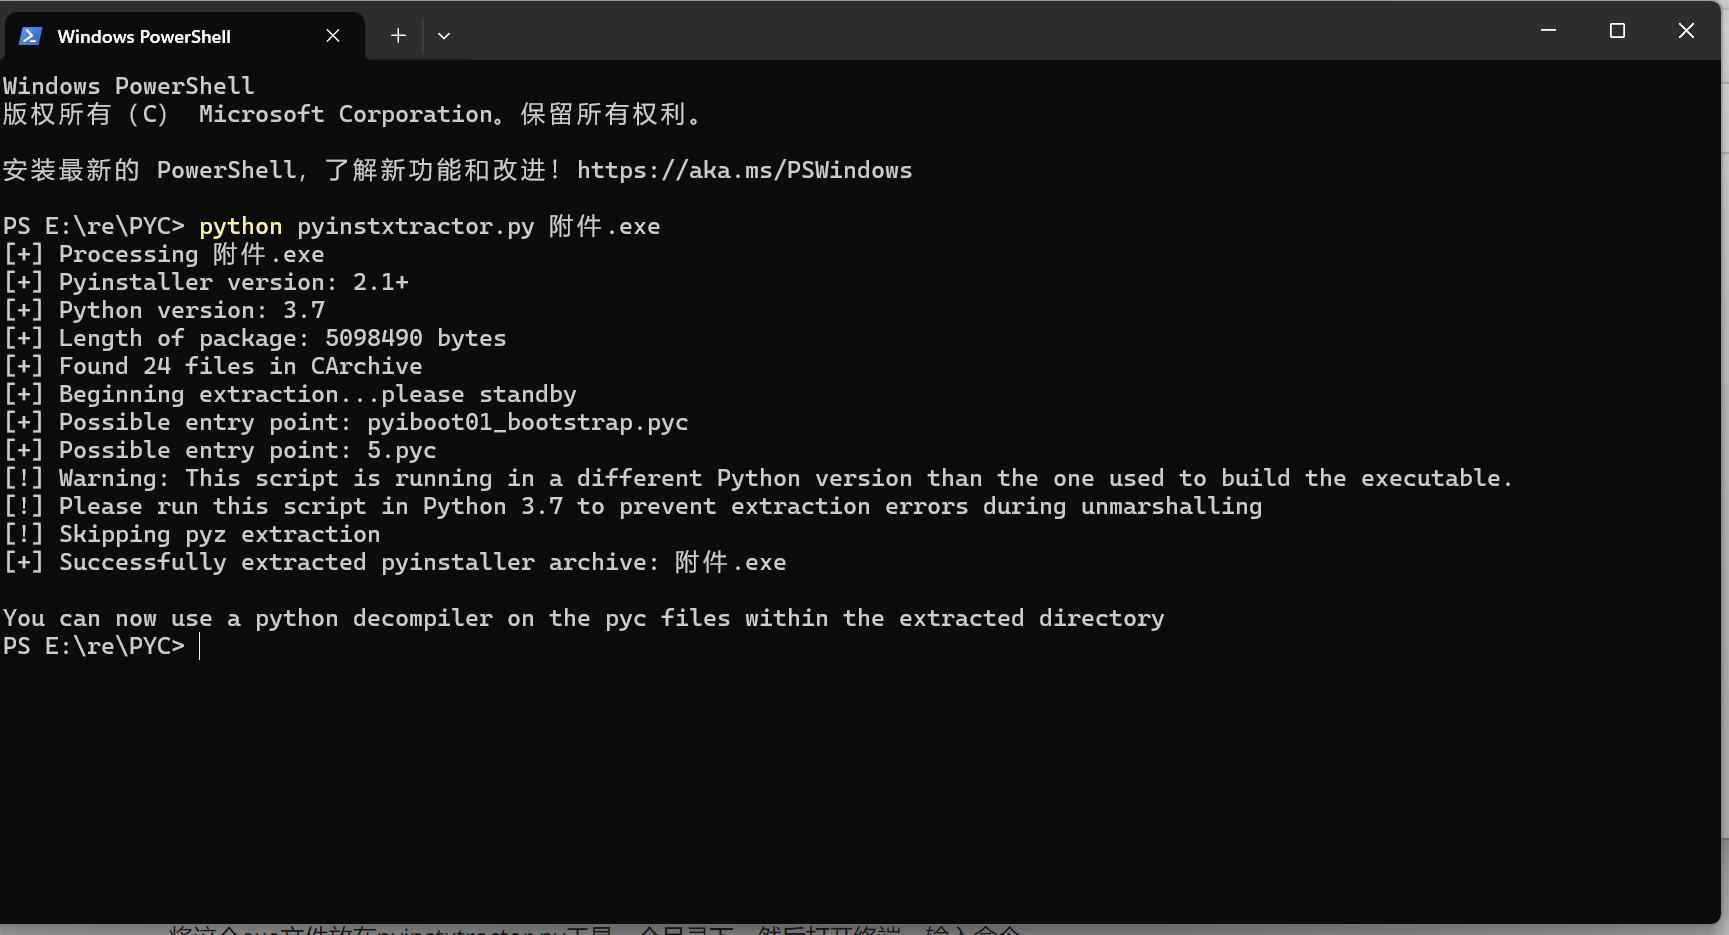 Windows PowerShell
Windows PowerShell
版权所有（C） Microsoft Corporation。保留所有权利。
安装最新的 PowerShell，了解新功能和改进！https://aka.ms/PSWindows
PS E:\re\PYC> python pyinstxtractor.py 附件.exe
[+] Processing 附件.exe
[+] Pyinstaller version: 2.1+
[+] Python version: 3.7
[+] Length of package: 5098490 bytes
[+] Found 24 files in CArchive
[+] Beginning extraction...please standby
[+] Possible entry point: pyiboot01_bootstrap.pyc
[+] Possible entry point: 5.pyc
[!] Warning: This script is running in a different Python version than the one used to build the executable.
[!] Please run this script in Python 3.7 to prevent extraction errors during unmarshalling
[!] Skipping pyz extraction
[+] Successfully extracted pyinstaller archive: 附件.exe
You can now use a python decompiler on the pyc files within the extracted directory
PS E:\re\PYC>